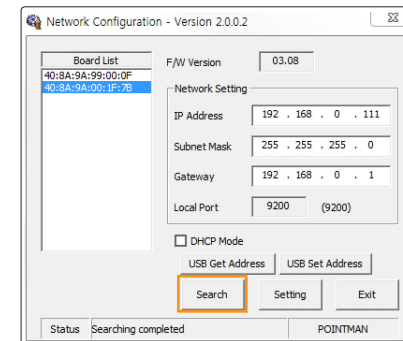 Network Configuration - Version 2.0.0.2
Board List
40:8A:9A:99:00:0F
40:8A:9A:00:1F:7B
F/W Version 03.08
Network Setting
IP Address 192 . 168 . 0 . 111
Subnet Mask 255 . 255 . 255 . 0
Gateway 192 . 168 . 0 . 1
Local Port 9200 (9200)
DHCP Mode
USB Get Address USB Set Address
Search Setting Exit
Status Searching completed POINTMAN